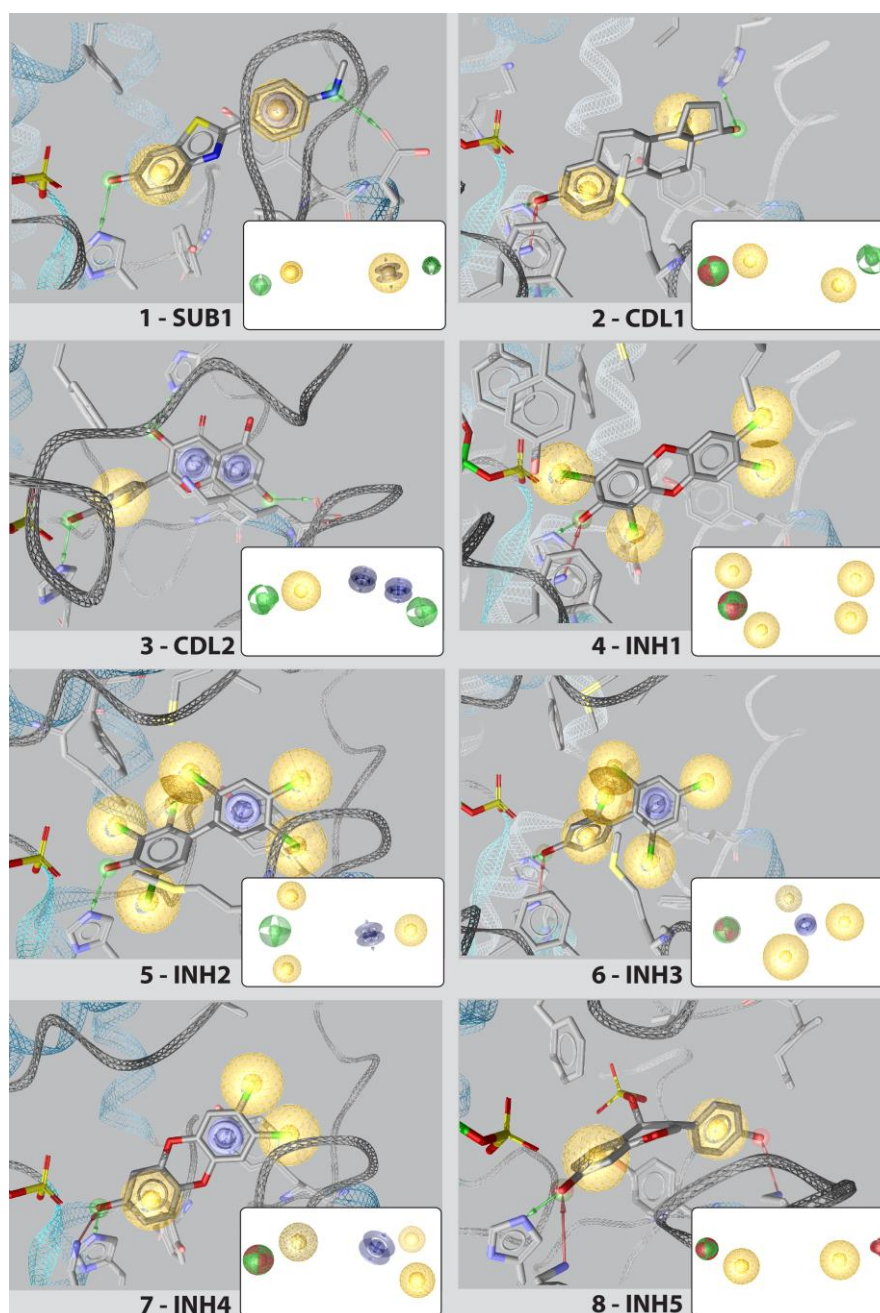 1 - SUB1
2 - CDL1
3 - CDL2
4 - INH1
5 - INH2
6 - INH3
7 - INH4
8 - INH5